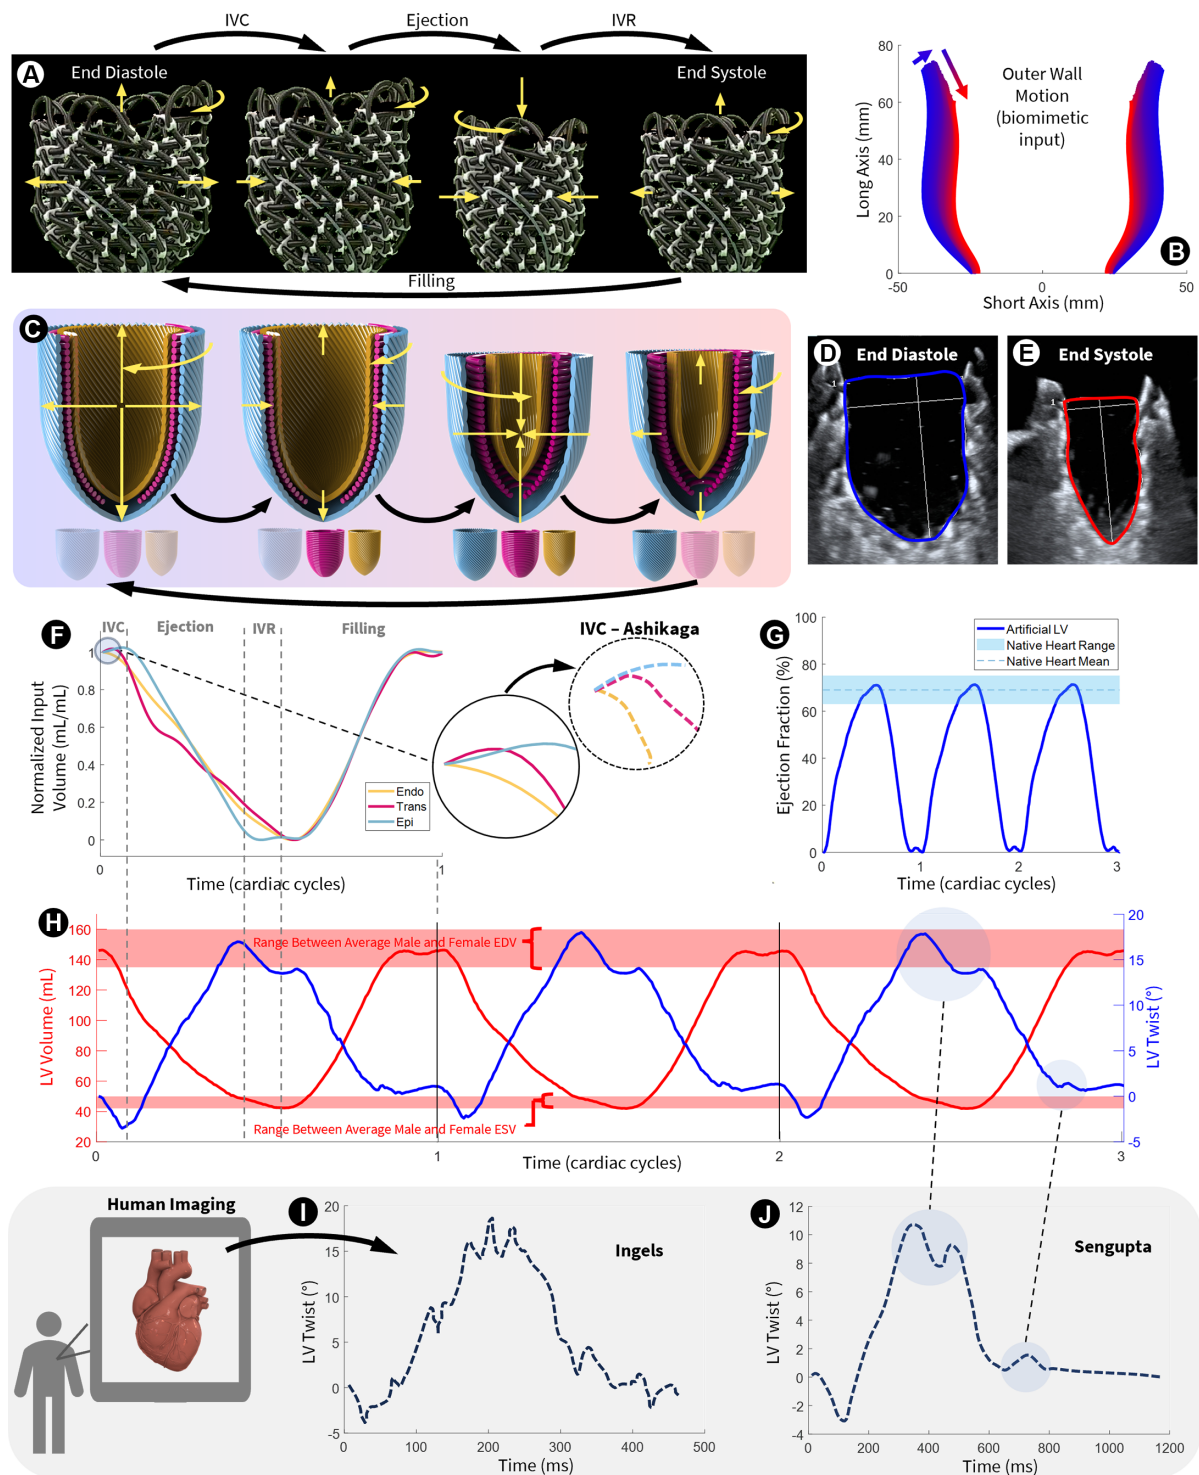 IVC
Ejection
IVR
A
End Diastole
End Systole
Filling
80
60
40
20
0
Long Axis (mm)
Outer Wall
Motion
(biomimetic
input)
B
-50
0
50
Short Axis (mm)
C
D
End Diastole
1
E
End Systole
1
F
IVC
Ejection
IVR
Filling
1
0.8
0.6
0.4
0.2
0
Normalized Input
Volume (mL/mL)
Endo
Trans
Epi
0
1
Time (cardiac cycles)
IVC – Ashikaga
G
100
80
60
40
20
0
Ejection Fraction (%)
Artificial LV
Native Heart Range
Native Heart Mean
0
1
2
3
Time (cardiac cycles)
H
160
140
120
100
80
60
40
20
LV Volume (mL)
Range Between Average Male and Female EDV
Range Between Average Male and Female ESV
20
15
10
5
0
-5
LV Twist (°)
0
1
2
3
Time (cardiac cycles)
Human Imaging
I
20
15
10
5
0
-5
LV Twist (°)
Ingels
0
100
200
300
400
500
Time (ms)
J
12
10
8
6
4
2
0
-2
-4
LV Twist (°)
Sengupta
0
200
400
600
800
1000
1200
Time (ms)